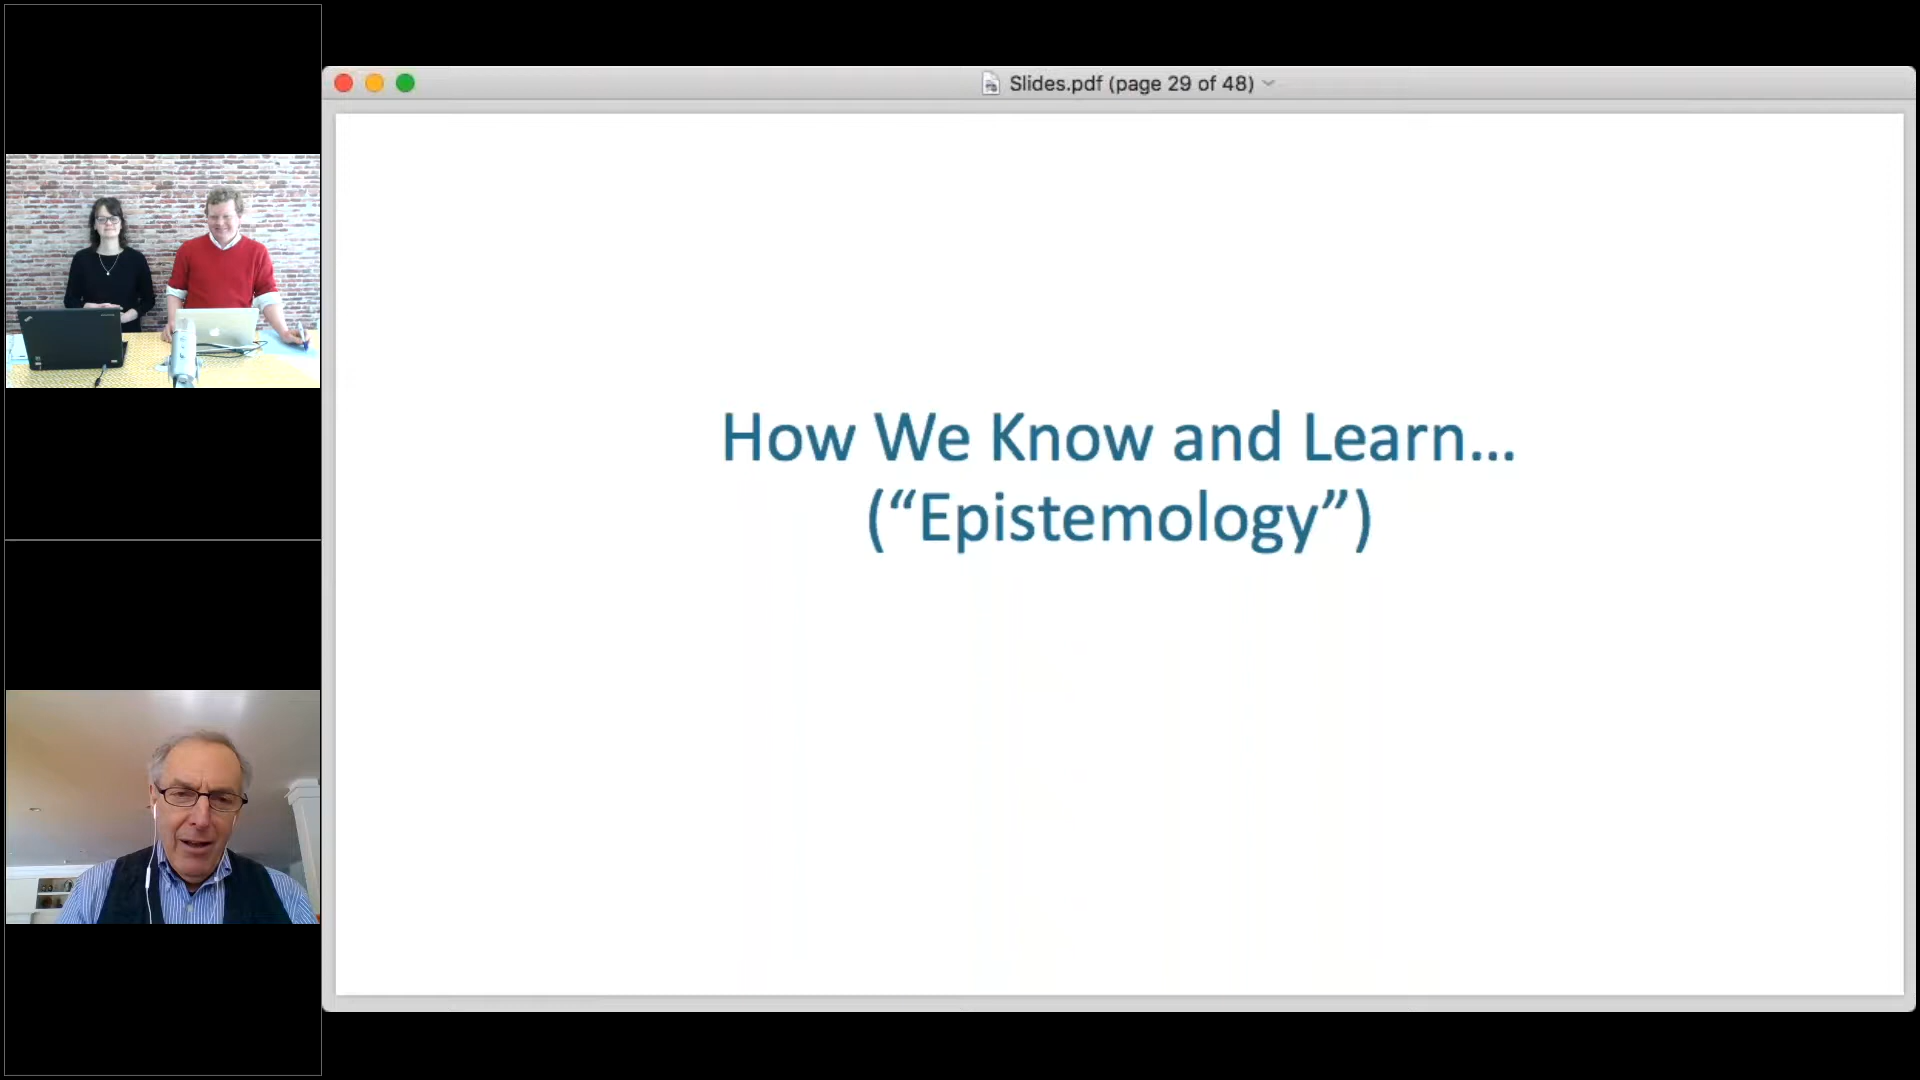 Slides.pdf (page 29 of 48)
How We Know and Learn...
(“Epistemology”)